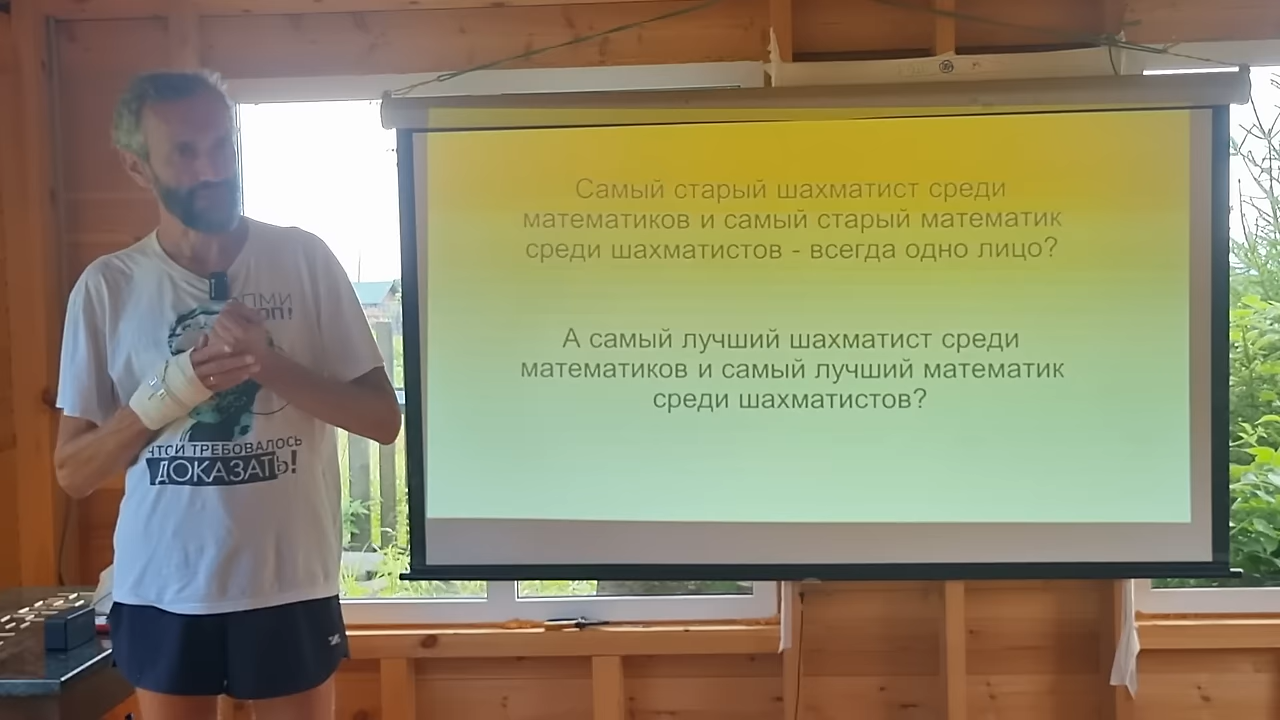 Самый старый шахматист среди
математиков и самый старый математик
среди шахматистов - всегда одно лицо?
А самый лучший шахматист среди
математиков и самый лучший математик
среди шахматистов?
ЧТО И ТРЕБОВАЛОСЬ
ДОКАЗАТЬ!